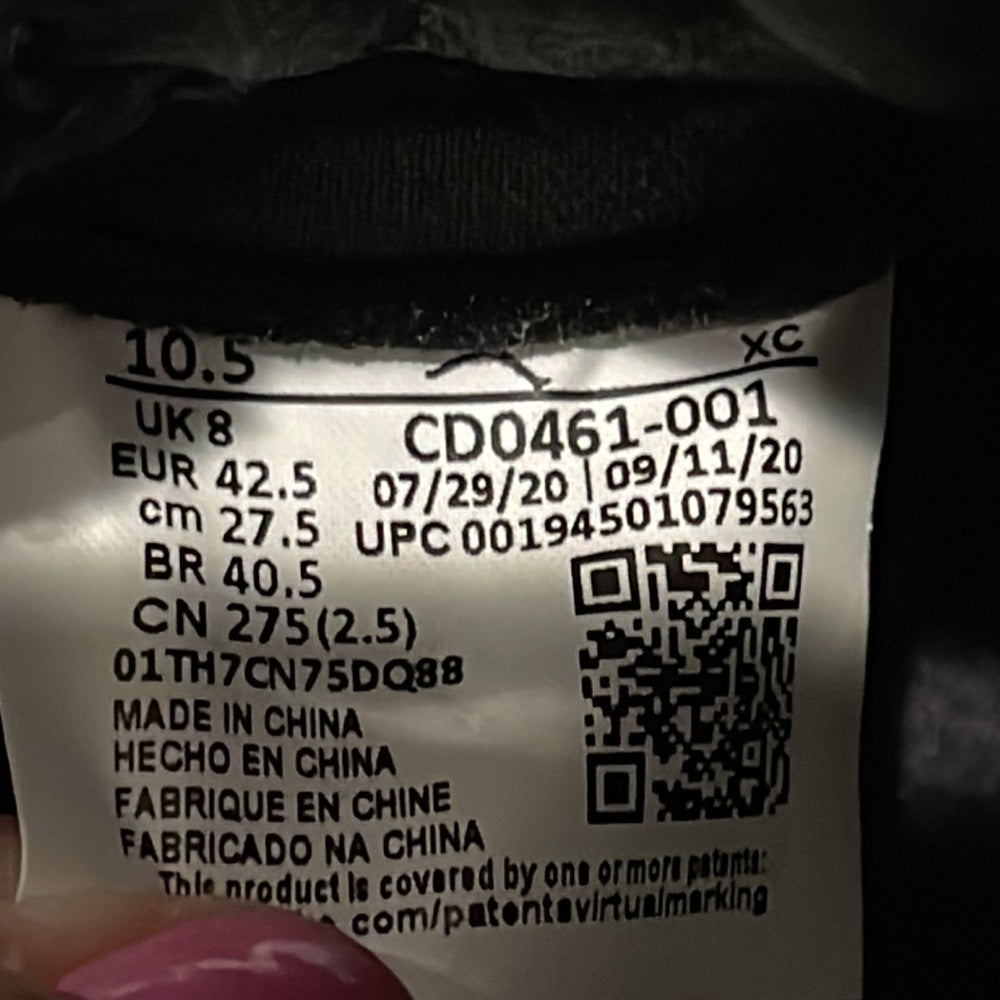 10.5 XC
UK 8
EUR 42.5
cm 27.5
BR 40.5
CN 275(2.5)
CD0461-001
07/29/20 | 09/11/20
UPC 00194501079563
01TH7CN75DQ88
MADE IN CHINA
HECHO EN CHINA
FABRIQUE EN CHINE
FABRICADO NA CHINA
This product is covered by one or more patents:
.com/patentsvirtualmarking